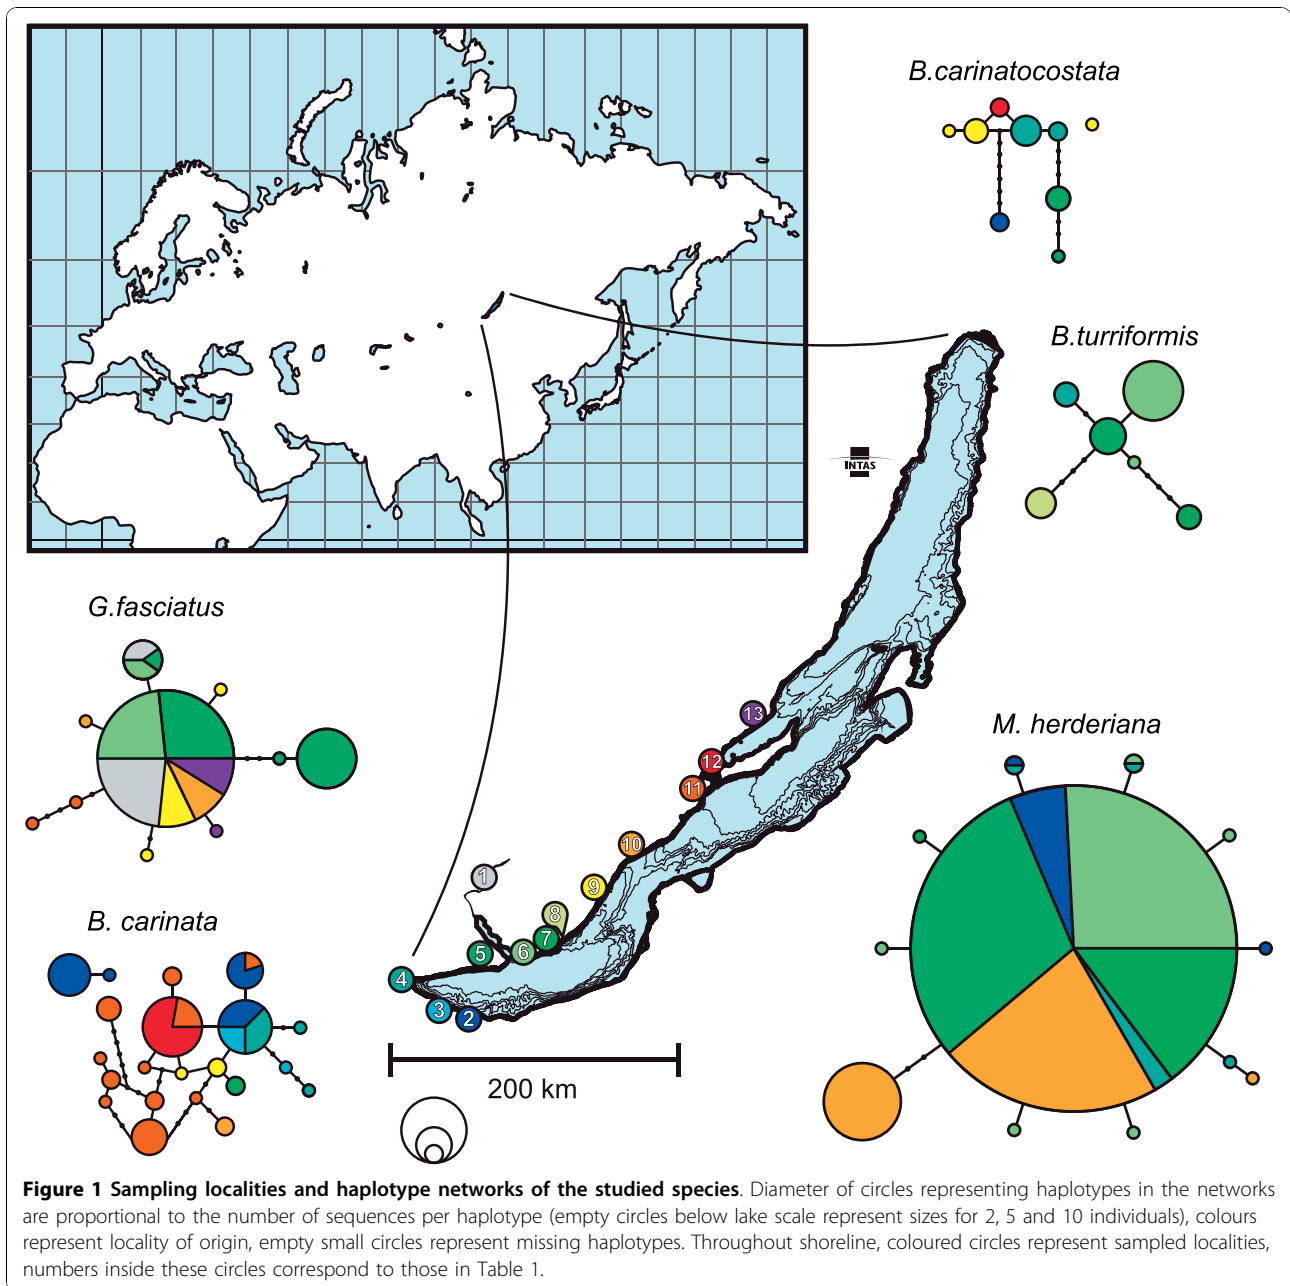 B.carinatocostata
B.turriformis
INTAS
G.fasciatus
M. herderiana
B. carinata
13
12
11
10
9
8
7
6
5
4
3
2
1
200 km
Figure 1 Sampling localities and haplotype networks of the studied species. Diameter of circles representing haplotypes in the networks
are proportional to the number of sequences per haplotype (empty circles below lake scale represent sizes for 2, 5 and 10 individuals), colours
represent locality of origin, empty small circles represent missing haplotypes. Throughout shoreline, coloured circles represent sampled localities,
numbers inside these circles correspond to those in Table 1.